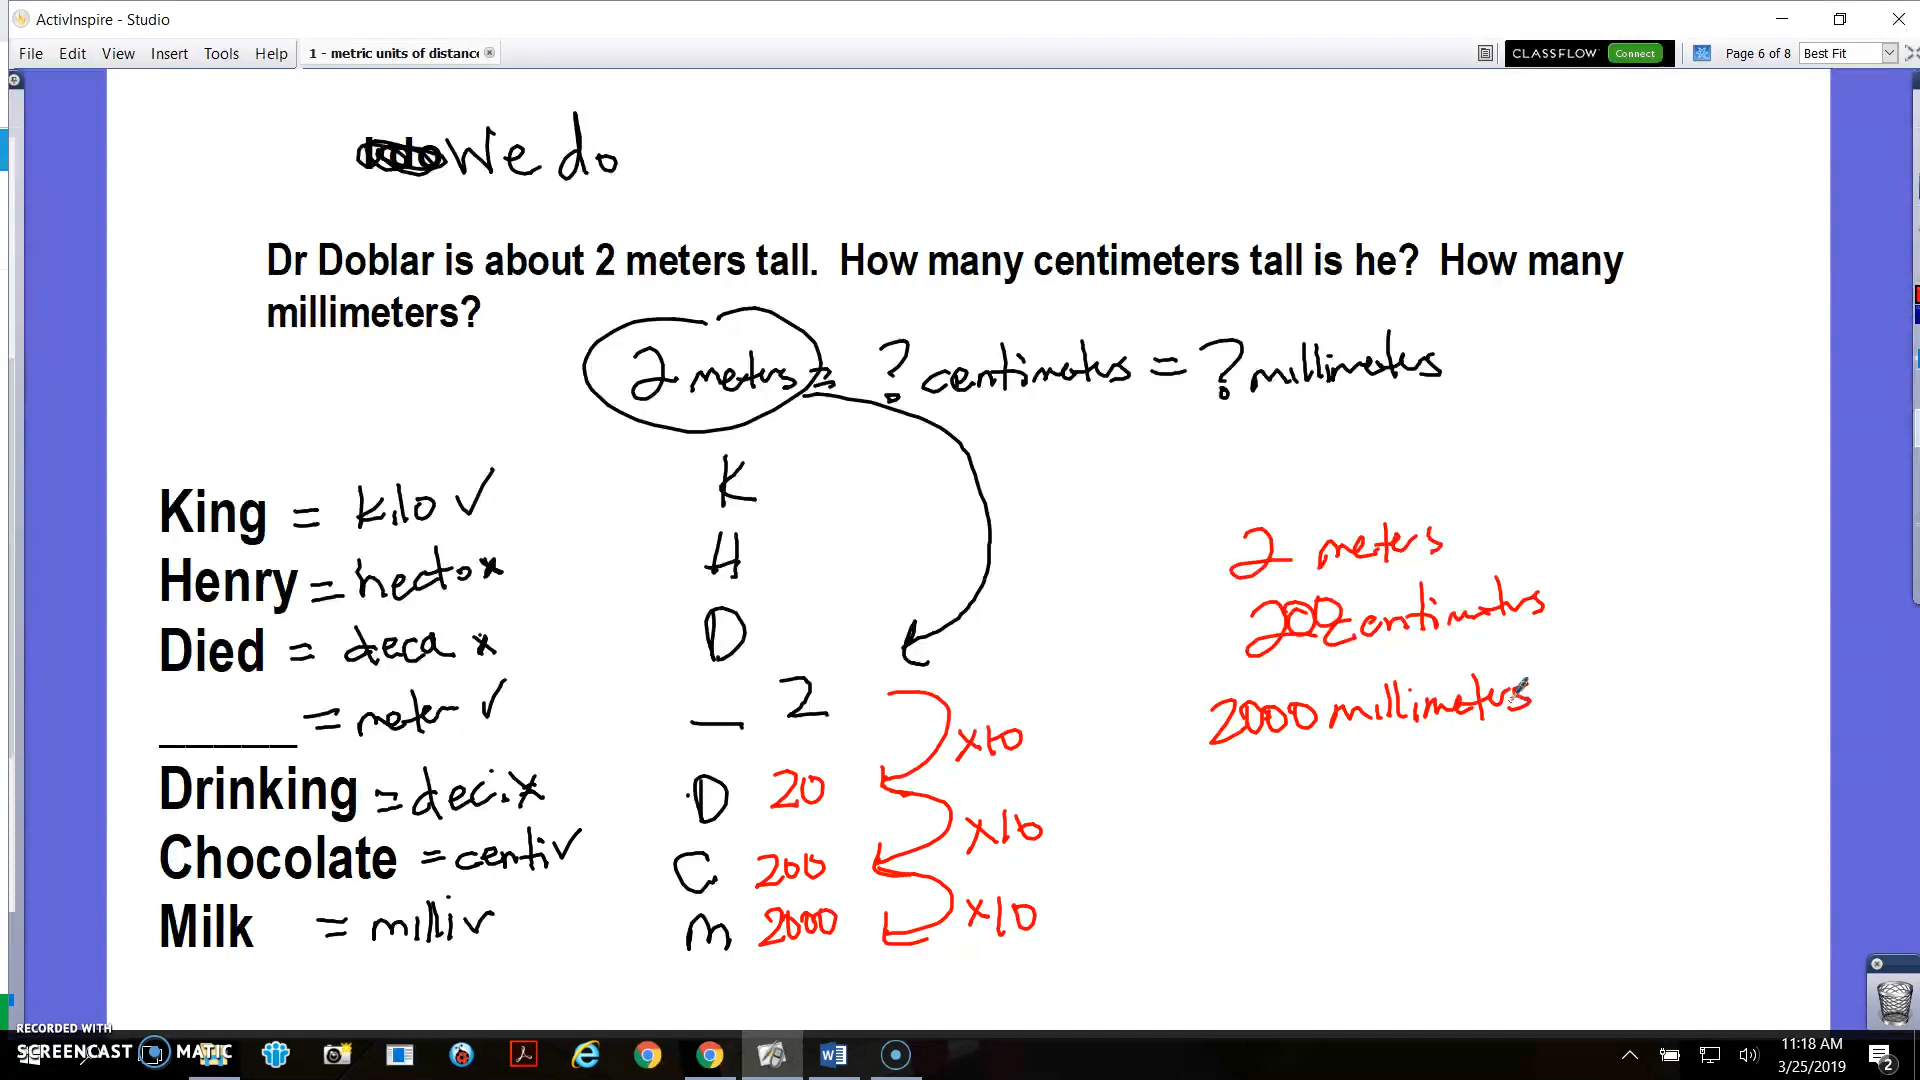 ActivInspire - Studio
File Edit View Insert Tools Help 1 - metric units of distanc
CLASSFLOW Connect Page 6 of 8 Best Fit
We do
Dr Doblar is about 2 meters tall. How many centimeters tall is he? How many
millimeters?
2 meters = ? centimeters = ? millimeters
King = kilo ✓
Henry = hecto x
Died = deca x
_____ = meter ✓
Drinking = deci x
Chocolate = centi ✓
Milk = milli ✓
K
H
D
_ 2
D 20
C 200
m 2000
x10
x10
x10
2 meters
200 centimeters
2000 millimeters
RECORDED WITH
SCREENCAST MATIC
11:18 AM
3/25/2019
2